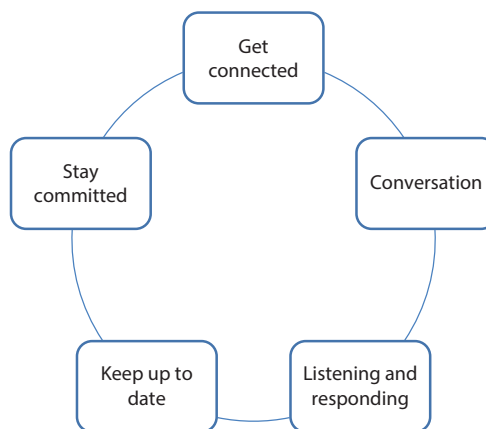 Get
connected
Conversation
Listening and
responding
Keep up to
date
Stay
committed